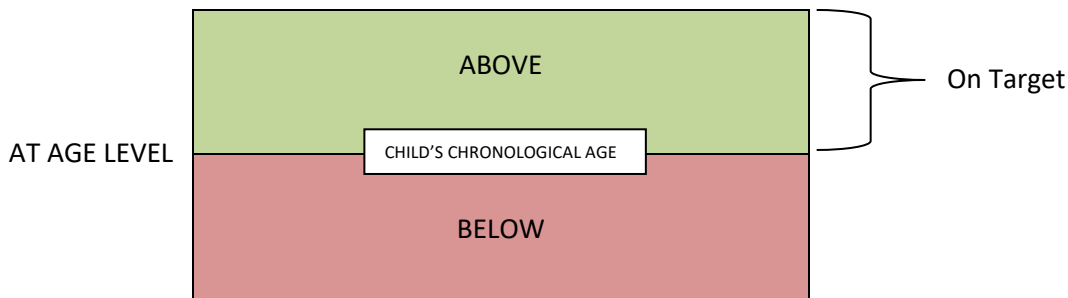 ABOVE
On Target
AT AGE LEVEL
CHILD’S CHRONOLOGICAL AGE
BELOW